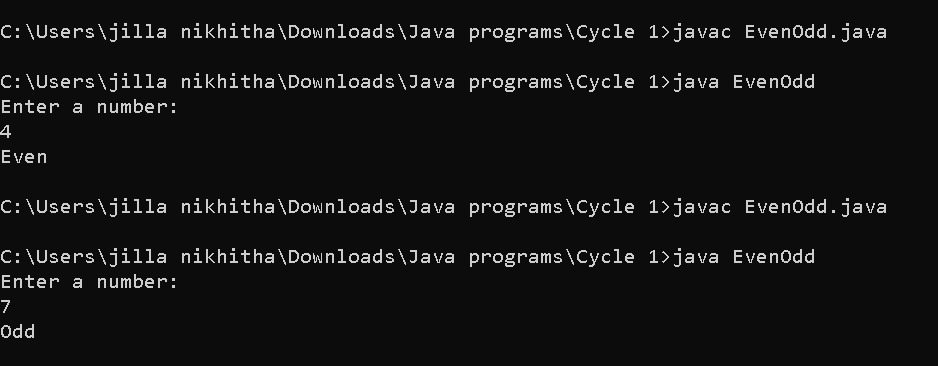 C:\Users\jilla nikhitha\Downloads\Java programs\Cycle 1>javac EvenOdd.java
C:\Users\jilla nikhitha\Downloads\Java programs\Cycle 1>java EvenOdd
Enter a number:
4
Even
C:\Users\jilla nikhitha\Downloads\Java programs\Cycle 1>javac EvenOdd.java
C:\Users\jilla nikhitha\Downloads\Java programs\Cycle 1>java EvenOdd
Enter a number:
7
Odd